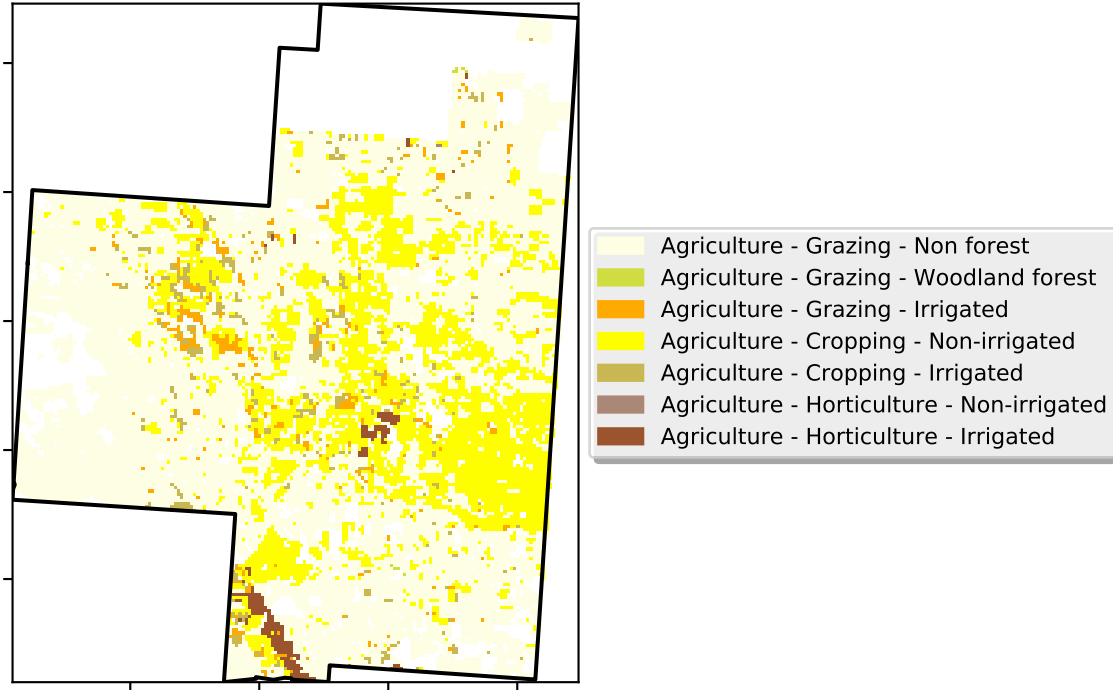 Agriculture - Grazing - Non forest
Agriculture - Grazing - Woodland forest
Agriculture - Grazing - Irrigated
Agriculture - Cropping - Non-irrigated
Agriculture - Cropping - Irrigated
Agriculture - Horticulture - Non-irrigated
Agriculture - Horticulture - Irrigated